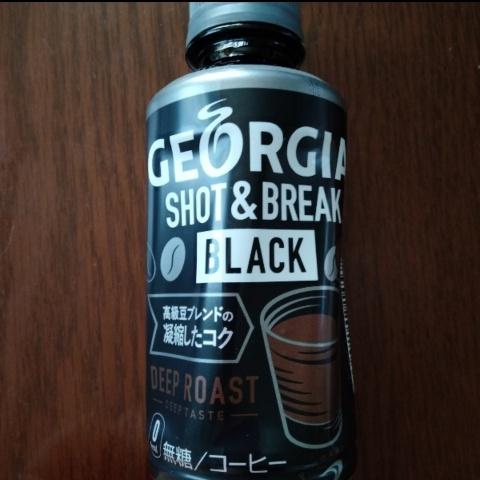 GEORGIA
SHOT & BREAK
BLACK
高級豆ブレンドの
凝縮したコク
DEEP ROAST
DEEP TASTE
無糖/コーヒー